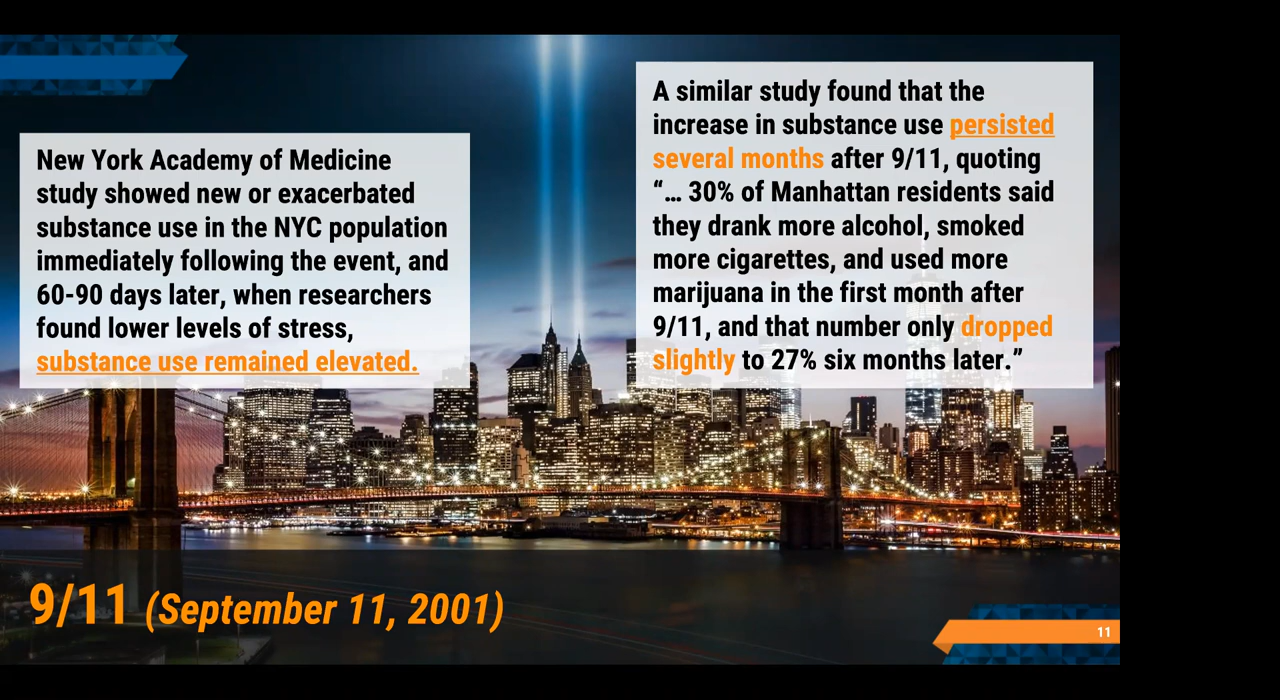 New York Academy of Medicine
study showed new or exacerbated
substance use in the NYC population
immediately following the event, and
60-90 days later, when researchers
found lower levels of stress,
substance use remained elevated.
A similar study found that the
increase in substance use persisted
several months after 9/11, quoting
“… 30% of Manhattan residents said
they drank more alcohol, smoked
more cigarettes, and used more
marijuana in the first month after
9/11, and that number only dropped
slightly to 27% six months later.”
9/11 (September 11, 2001)
11